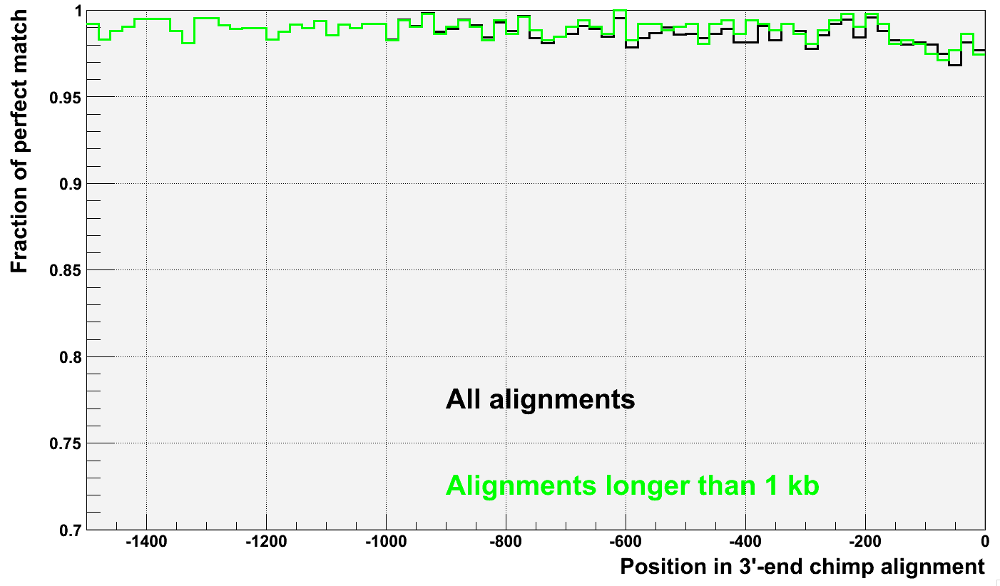 Fraction of perfect match
1
0.95
0.9
0.85
0.8
0.75
0.7
All alignments
Alignments longer than 1 kb
-1400 -1200 -1000 -800 -600 -400 -200 0
Position in 3'-end chimp alignment